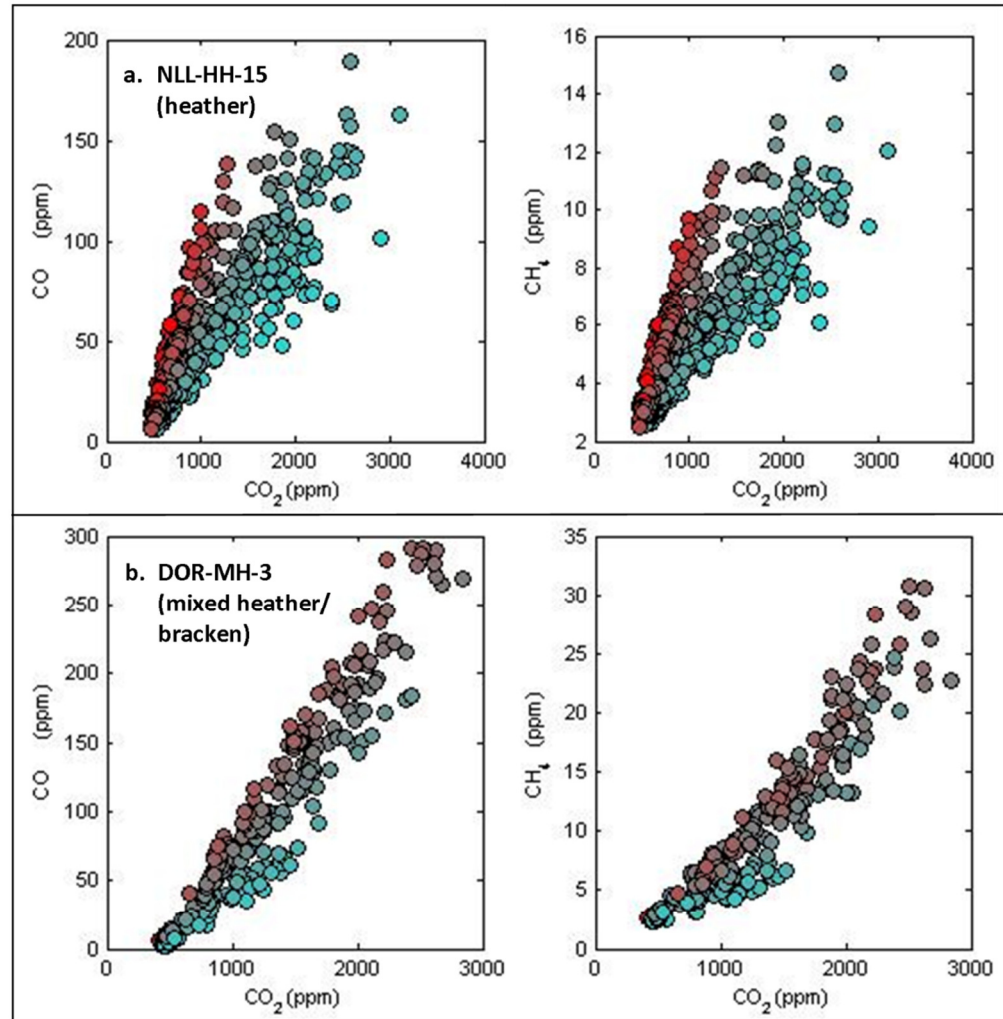 a. NLL-HH-15
(heather)
CO (ppm)
200
150
100
50
0
0 1000 2000 3000 4000
CO₂ (ppm)
CH₄ (ppm)
16
14
12
10
8
6
4
2
0 1000 2000 3000 4000
CO₂ (ppm)
b. DOR-MH-3
(mixed heather/
bracken)
CO (ppm)
300
250
200
150
100
50
0
0 1000 2000 3000
CO₂ (ppm)
CH₄ (ppm)
35
30
25
20
15
10
5
0
0 1000 2000 3000
CO₂ (ppm)